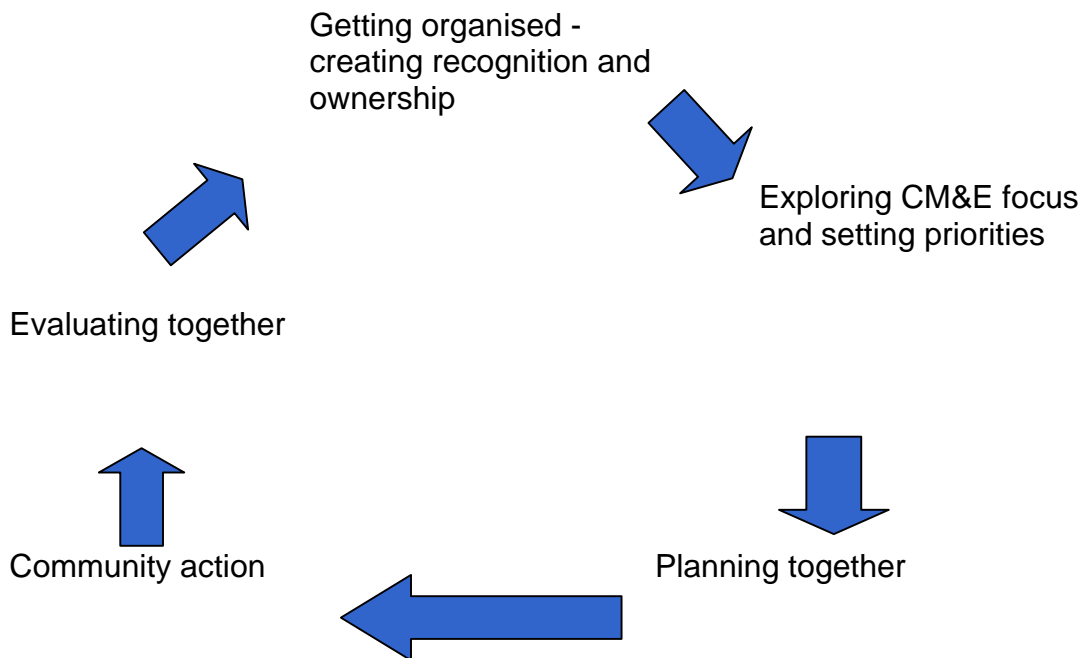 Getting organised -
creating recognition and
ownership
Exploring CM&E focus
and setting priorities
Evaluating together
Community action
Planning together